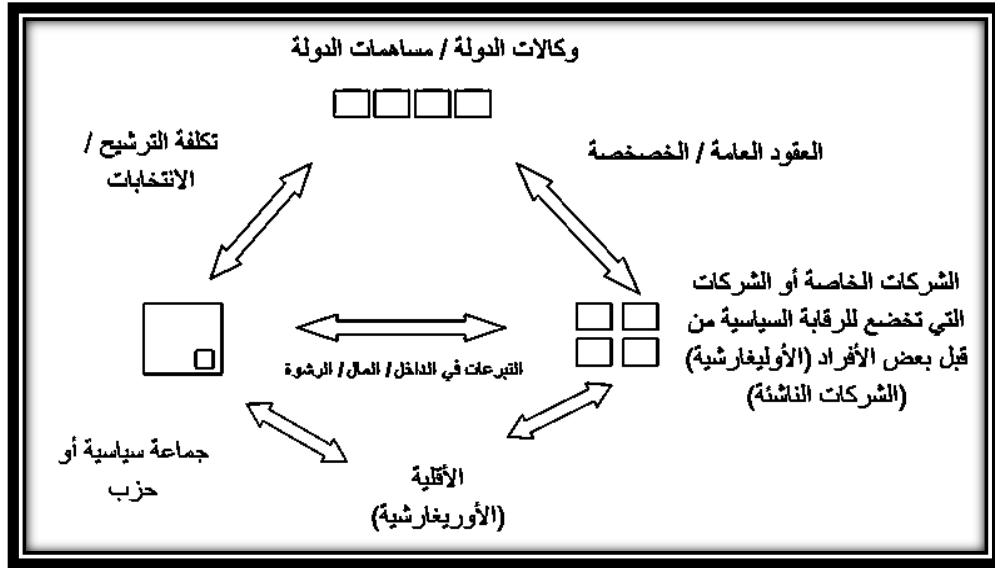 وكالات الدولة / مساهمات الدولة
تكلفة الترشيح /
الانتخابات
العقود العامة / الخصخصة
الشركات الخاصة أو الشركات
التي تخضع للرقابة السياسية من
قبل بعض الأفراد (الأوليغارشية)
(الشركات الناشئة)
التبرعات في الداخل / المال / الرشوة
جماعة سياسية أو
حزب
الأقلية
(الأوريغارشية)